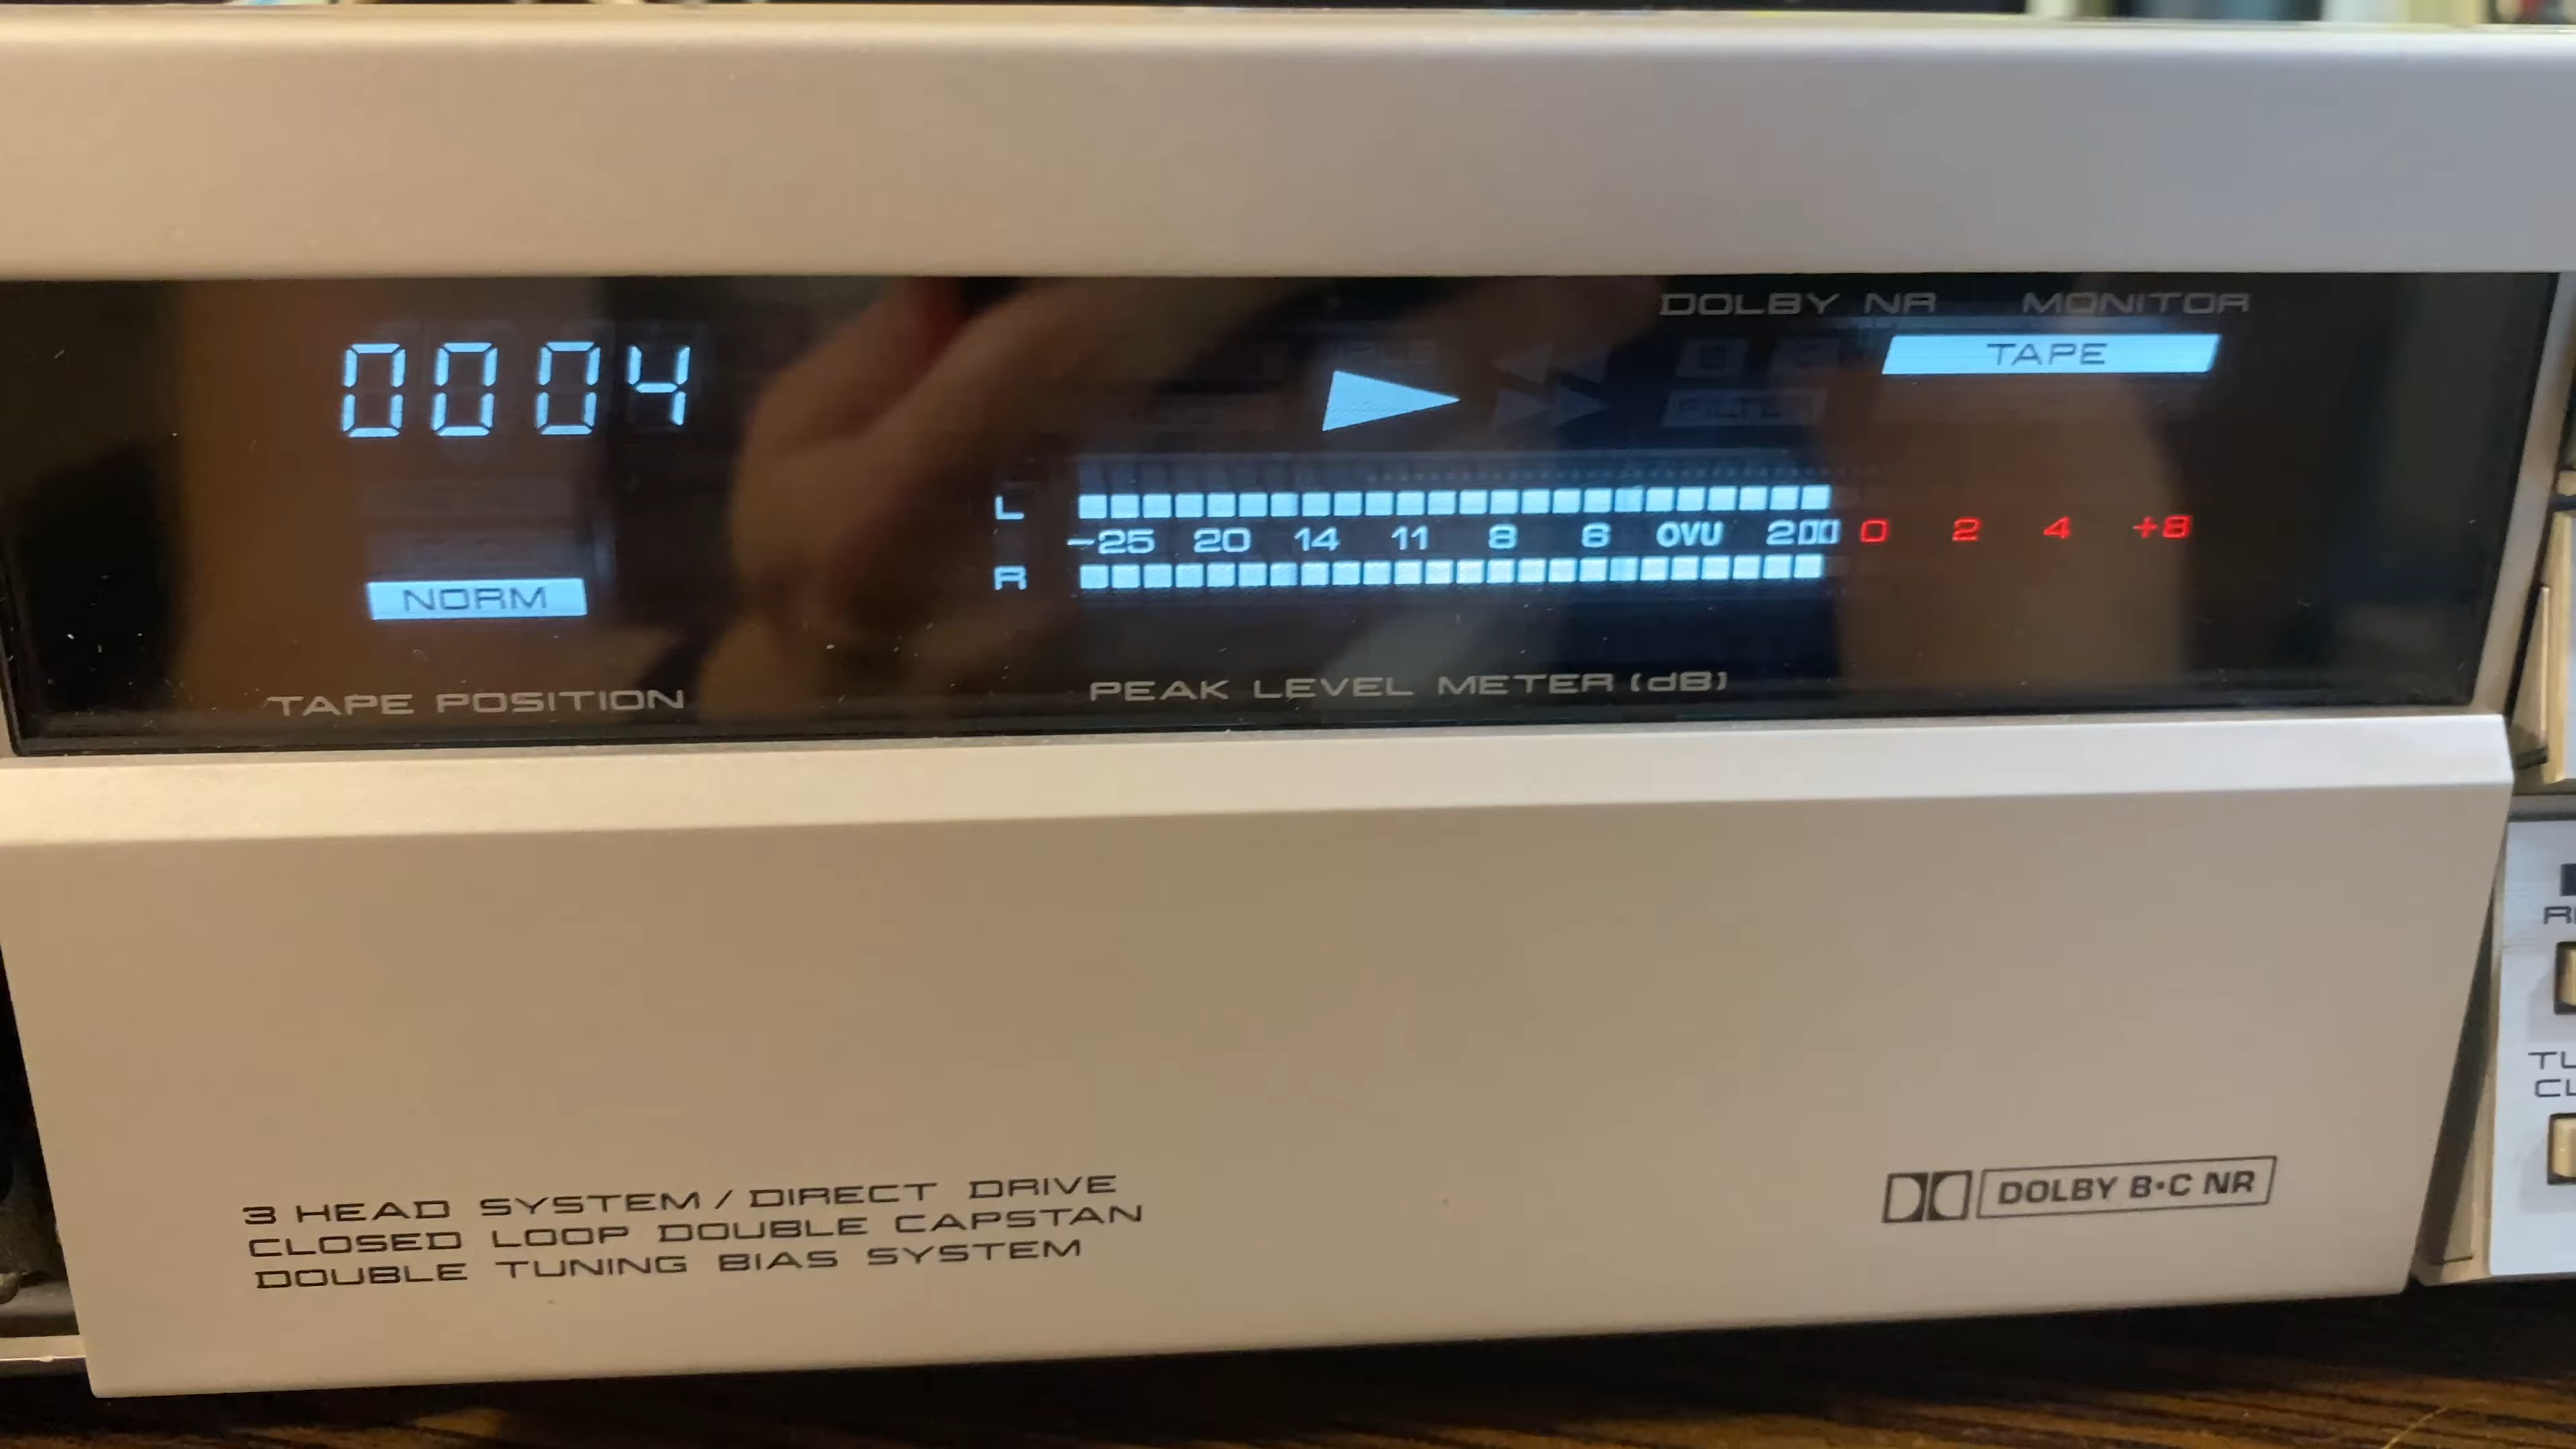 DOLBY NR MONITOR
0004
TAPE
FILTER
L
-25 20 14 11 8 6 0VU 2 0 2 4 +8
R
NORM
TAPE POSITION
PEAK LEVEL METER (dB)
3 HEAD SYSTEM / DIRECT DRIVE
CLOSED LOOP DOUBLE CAPSTAN
DOUBLE TUNING BIAS SYSTEM
DOLBY B·C NR